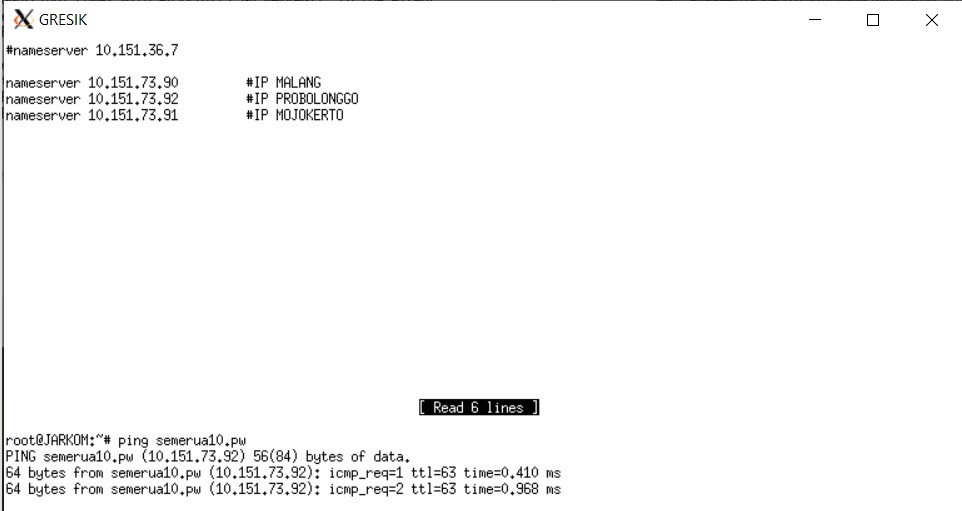 GRESIK
#nameserver 10.151.36.7
nameserver 10.151.73.90 #IP MALANG
nameserver 10.151.73.92 #IP PROBOLONGGO
nameserver 10.151.73.91 #IP MOJOKERTO
[ Read 6 lines ]
root@JARKOM:~# ping semerua10.pw
PING semerua10.pw (10.151.73.92) 56(84) bytes of data.
64 bytes from semerua10.pw (10.151.73.92): icmp_req=1 ttl=63 time=0.410 ms
64 bytes from semerua10.pw (10.151.73.92): icmp_req=2 ttl=63 time=0.968 ms